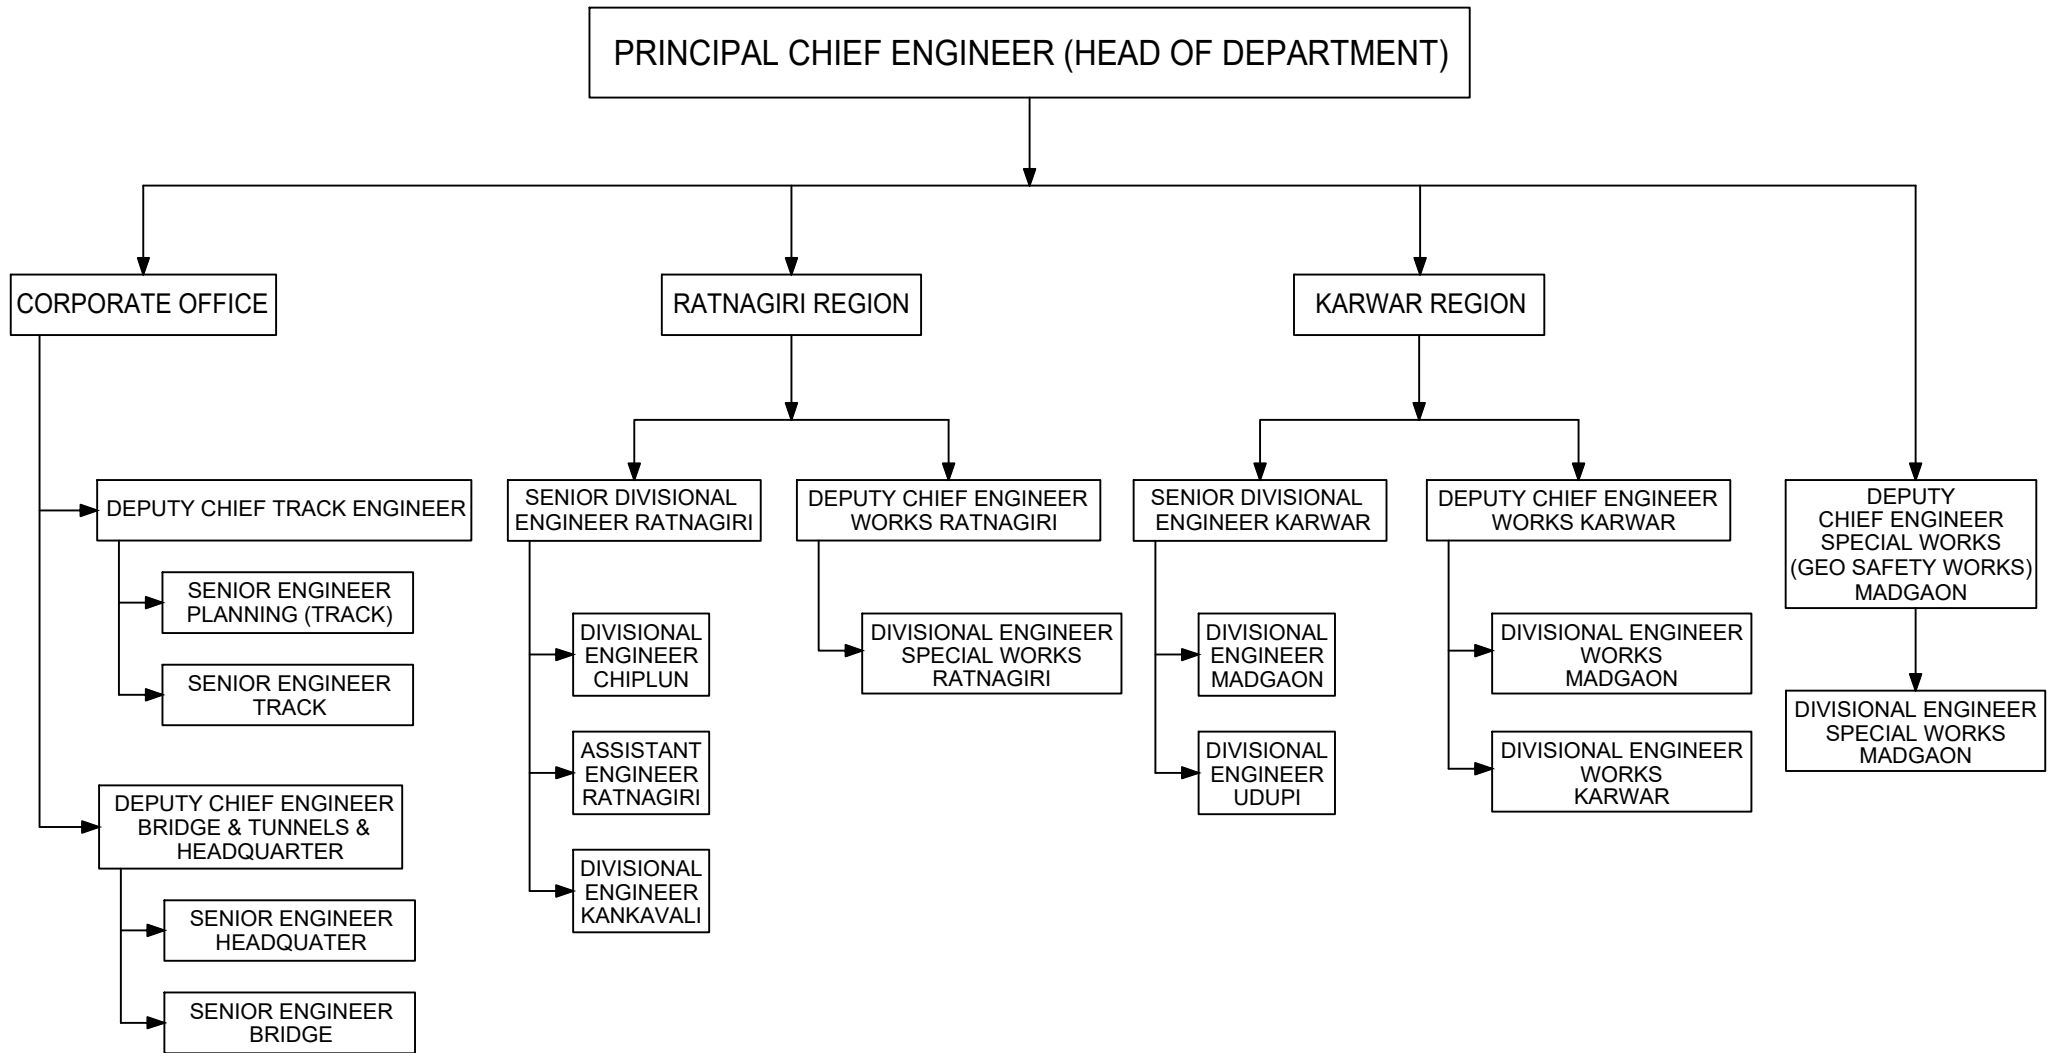 PRINCIPAL CHIEF ENGINEER (HEAD OF DEPARTMENT)
CORPORATE OFFICE
RATNAGIRI REGION
KARWAR REGION
DEPUTY CHIEF TRACK ENGINEER
SENIOR ENGINEER
PLANNING (TRACK)
SENIOR ENGINEER
TRACK
DEPUTY CHIEF ENGINEER
BRIDGE & TUNNELS &
HEADQUARTER
SENIOR ENGINEER
HEADQUATER
SENIOR ENGINEER
BRIDGE
SENIOR DIVISIONAL
ENGINEER RATNAGIRI
DIVISIONAL
ENGINEER
CHIPLUN
ASSISTANT
ENGINEER
RATNAGIRI
DIVISIONAL
ENGINEER
KANKAVALI
DEPUTY CHIEF ENGINEER
WORKS RATNAGIRI
DIVISIONAL ENGINEER
SPECIAL WORKS
RATNAGIRI
SENIOR DIVISIONAL
ENGINEER KARWAR
DIVISIONAL
ENGINEER
MADGAON
DIVISIONAL
ENGINEER
UDUPI
DEPUTY CHIEF ENGINEER
WORKS KARWAR
DIVISIONAL ENGINEER
WORKS
MADGAON
DIVISIONAL ENGINEER
WORKS
KARWAR
DEPUTY
CHIEF ENGINEER
SPECIAL WORKS
(GEO SAFETY WORKS)
MADGAON
DIVISIONAL ENGINEER
SPECIAL WORKS
MADGAON